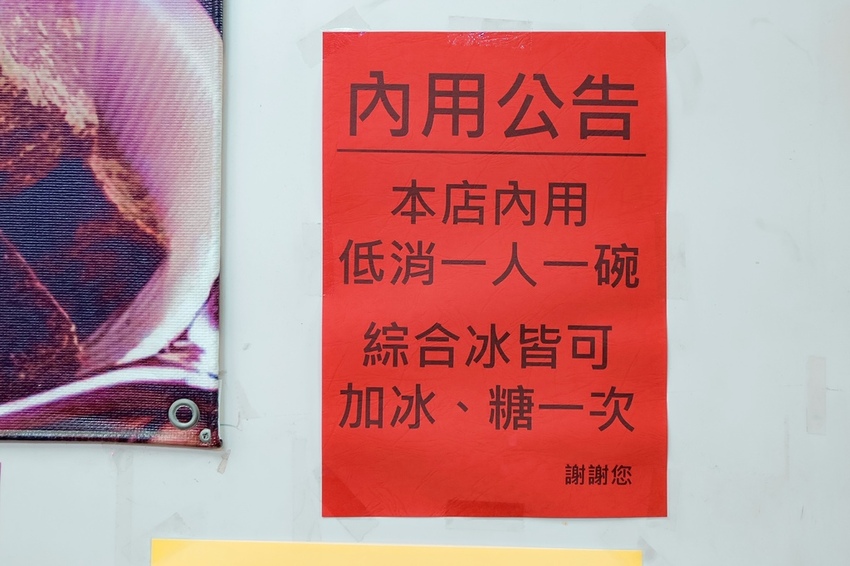 內用公告
本店內用
低消一人一碗
綜合冰皆可
加冰、糖一次
謝謝您